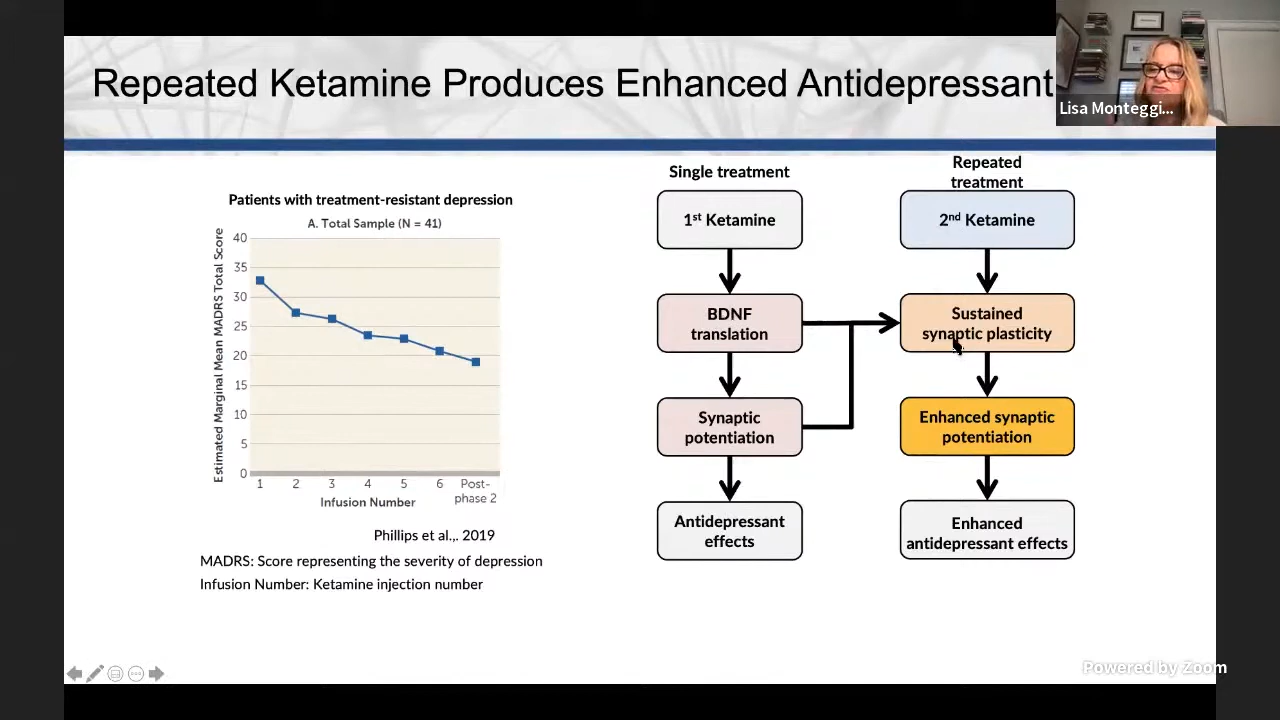 Repeated Ketamine Produces Enhanced Antidepressant
Lisa Monteggi...
Patients with treatment-resistant depression
A. Total Sample (N = 41)
Estimated Marginal Mean MADRS Total Score
40
35
30
25
20
15
10
5
0
1 2 3 4 5 6 Post-
phase 2
Infusion Number
Phillips et al.,. 2019
MADRS: Score representing the severity of depression
Infusion Number: Ketamine injection number
Single treatment
1st Ketamine
BDNF
translation
Synaptic
potentiation
Antidepressant
effects
Repeated
treatment
2nd Ketamine
Sustained
synaptic plasticity
Enhanced synaptic
potentiation
Enhanced
antidepressant effects
Powered by Zoom